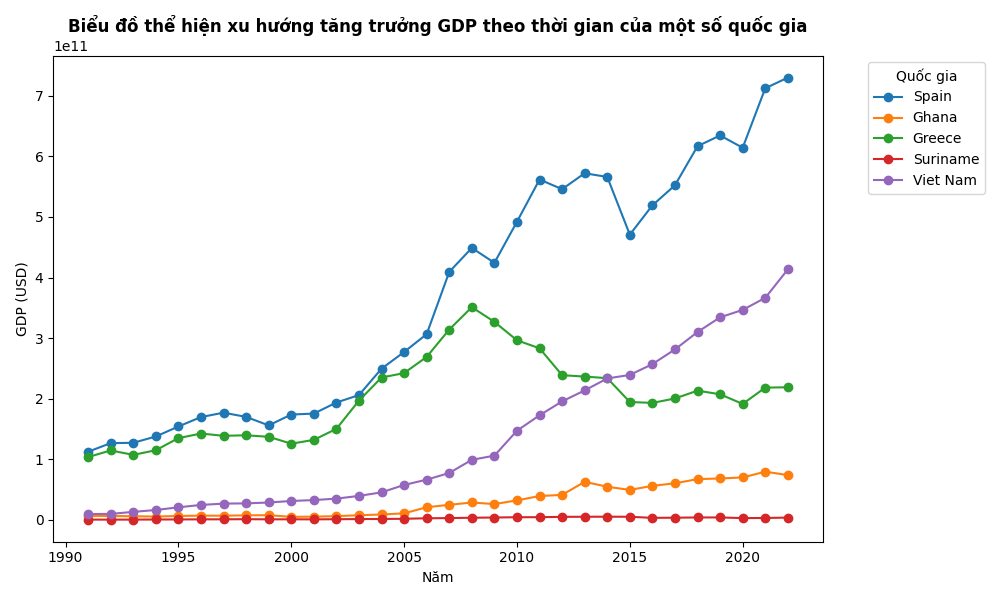 Biểu đồ thể hiện xu hướng tăng trưởng GDP theo thời gian của một số quốc gia
1e11
7
6
5
4
3
2
1
0
GDP (USD)
1990
1995
2000
2005
2010
2015
2020
Năm
Quốc gia
Spain
Ghana
Greece
Suriname
Viet Nam